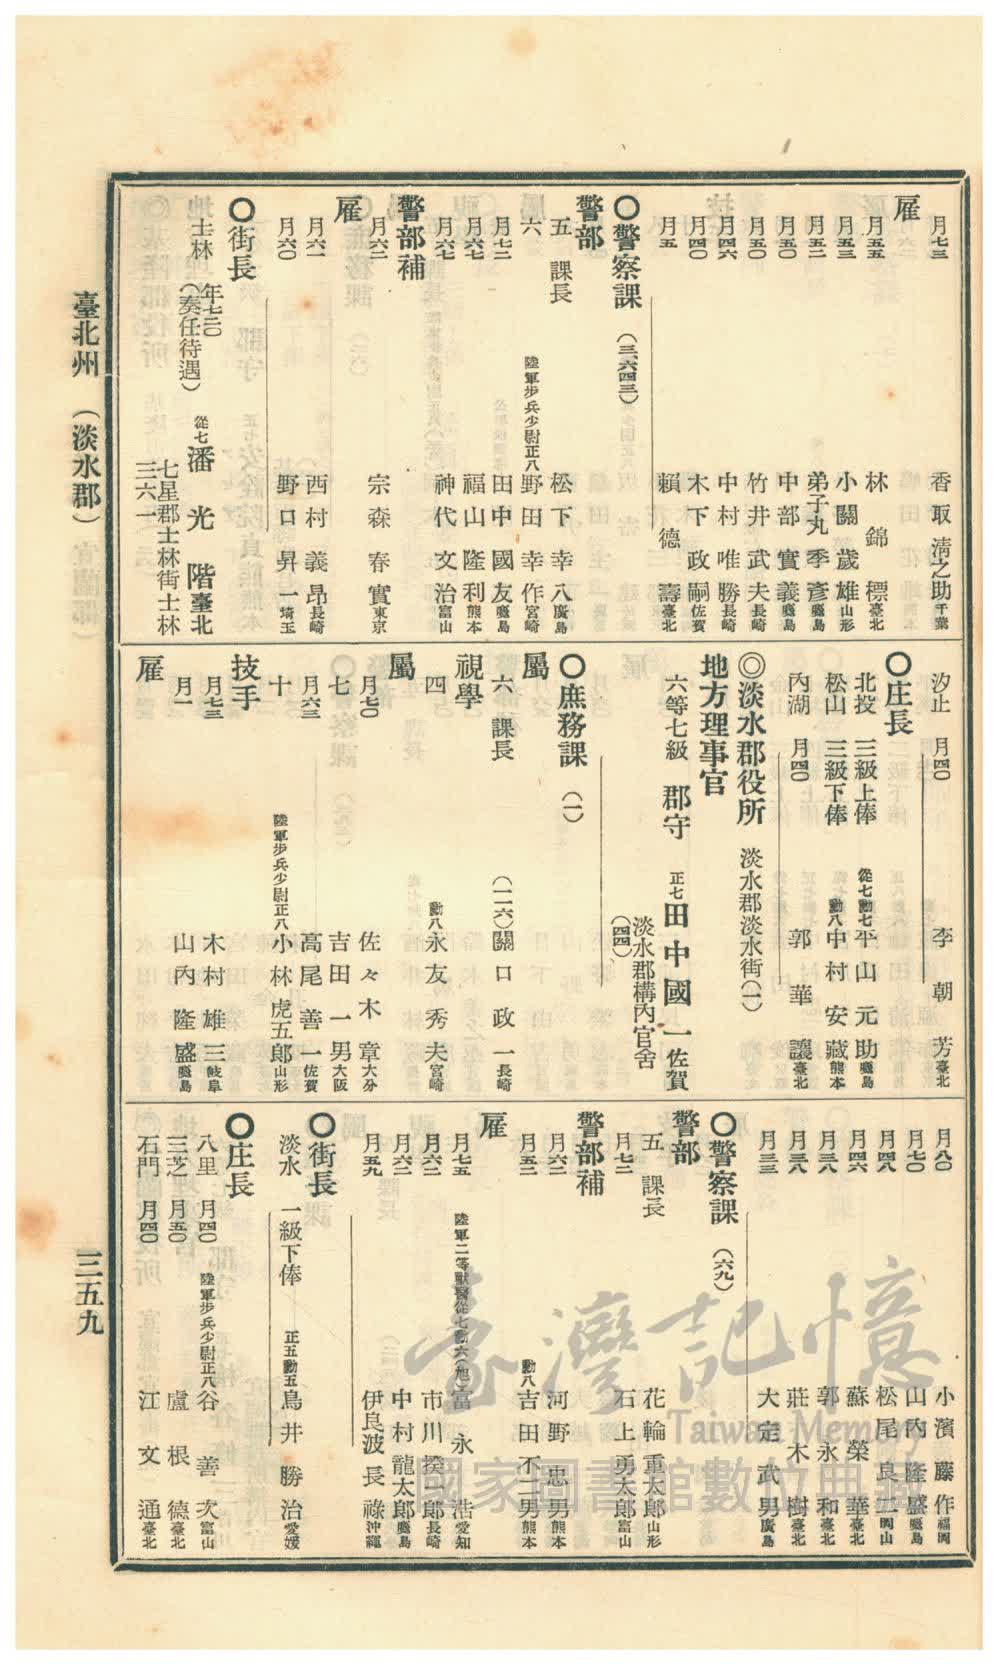 月七三 香取淸之助 千葉
雇
月五五 林錦標 臺北
月五三 小關歲雄 山形
月五二 弟子丸季彥 鹿兒島
月五〇 中部實義 鹿兒島
月五〇 竹井武夫 長崎
月四六 中村唯勝 長崎
月四〇 木下政嗣 佐賀
月五 賴德壽 臺北
〇警察課 (三、六四三)
警部
五 課長 松下幸八 廣島
六 陸軍步兵少尉正八 野田幸作 宮崎
月七二 田中國友 鹿兒島
月六七 福山隆利 熊本
月六七 神代文治 富山
警部補
月六二 宗森春實 東京
雇
月六二 西村義昂 長崎
月六〇 野口昇一 埼玉
〇街長
士林 年七二〇 (奏任待遇) 從七 潘光階 臺北
七星郡士林街士林
三六一
汐止 月四〇 李朝芳 臺北
〇庄長
北投 三級上俸 從七勳七 平山元助 鹿兒島
松山 三級下俸 勳八 中村安藏 熊本
內湖 月四〇 郭華讓 臺北
◎淡水郡役所 淡水郡淡水街(一)
地方理事官
六等七級 郡守 正七 田中國一 佐賀
淡水郡構內官舍
(四四)
〇庶務課 (一)
屬
六 課長 (一二六) 關口政一 長崎
視學
四 勳八 永友秀夫 宮崎
屬
月七〇 佐々木章 大分
七 吉田一男 大阪
月六三 高尾善一 佐賀
十 陸軍步兵少尉正八 小林虎五郎 山形
技手
月七三 木村雄三 岐阜
月一 山內隆盛 鹿兒島
雇
月八〇 小濱藤作 福岡
月七〇 山內隆盛 鹿兒島
月四八 松尾良二 岡山
月四六 蘇榮華 臺北
月三八 郭永和 臺北
月三八 莊木樹 臺北
月三三 大定武男 廣島
〇警察課 (六九)
警部
五 課長 花輪重太郎 山形
月七二 石上勇太郎 富山
警部補
月六二 河野忠男 熊本
月五二 勳八 吉田不二男 熊本
雇
月七五 陸軍二等獸醫從七勳六(旭) 富永浩 愛知
月六二 市川揆一郎 長崎
月六二 中村龍太郎 鹿兒島
月五九 伊良波長祿 沖繩
〇街長
淡水 一級下俸 正五勳五 鳥井勝治 愛媛
〇庄長
八里 月四〇 陸軍步兵少尉正八 谷善次 富山
三芝 月五〇 盧根德 臺北
石門 月四〇 江文通 臺北
臺北州 (淡水郡)
三五九
臺灣記憶
Taiwan Memory
國家圖書館數位典藏